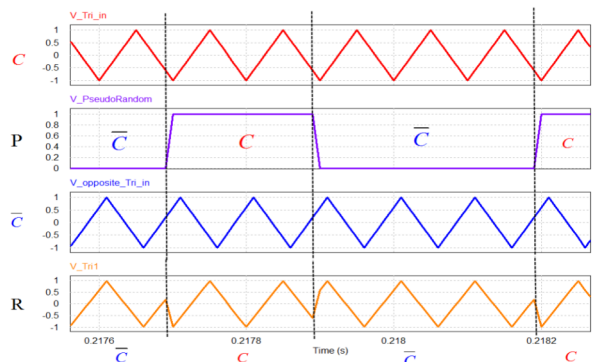 V_Tri_in
C
1
0.5
0
-0.5
-1
V_PseudoRandom
P
1
0.8
0.6
0.4
0.2
0
C̅ C C̅ C
V_opposite_Tri_in
C̅
1
0.5
0
-0.5
-1
V_Tri1
R
1
0.5
0
-0.5
-1
0.2176 0.2178 0.218 0.2182
Time (s)
C̅ C C̅ C